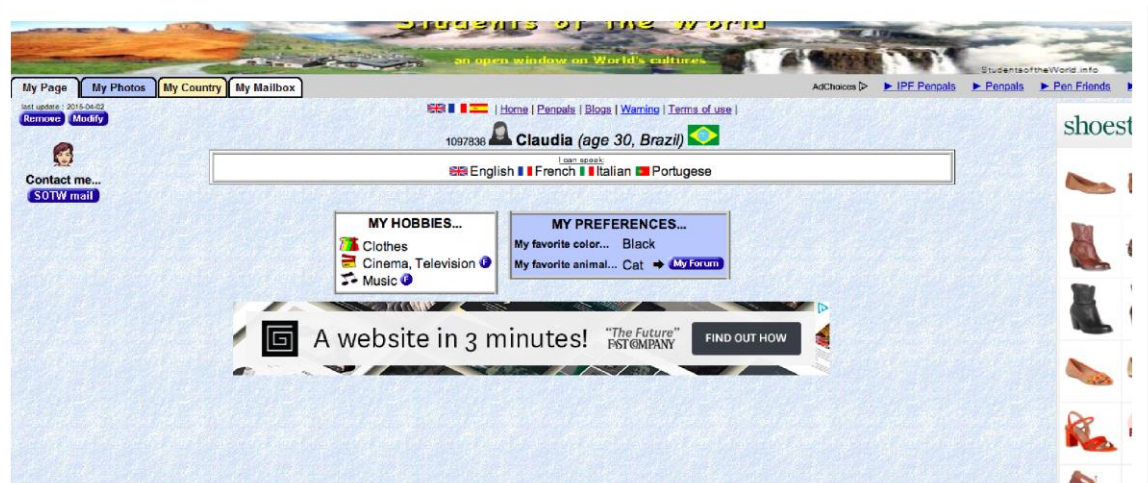 Students of the World
an open window on World's cultures
StudentsoftheWorld.info
My Page My Photos My Country My Mailbox
AdChoices ► IPF Penpals ► Penpals ► Pen Friends
last update : 2015-04-02
Remove Modify
| Home | Penpals | Blogs | Warning | Terms of use |
1097838 Claudia (age 30, Brazil)
I can speak:
English French Italian Portugese
Contact me...
SOTW mail
MY HOBBIES...
Clothes
Cinema, Television F
Music F
MY PREFERENCES...
My favorite color... Black
My favorite animal... Cat ➔ My Forum
A website in 3 minutes!
"The Future"
FAST COMPANY
FIND OUT HOW
shoest